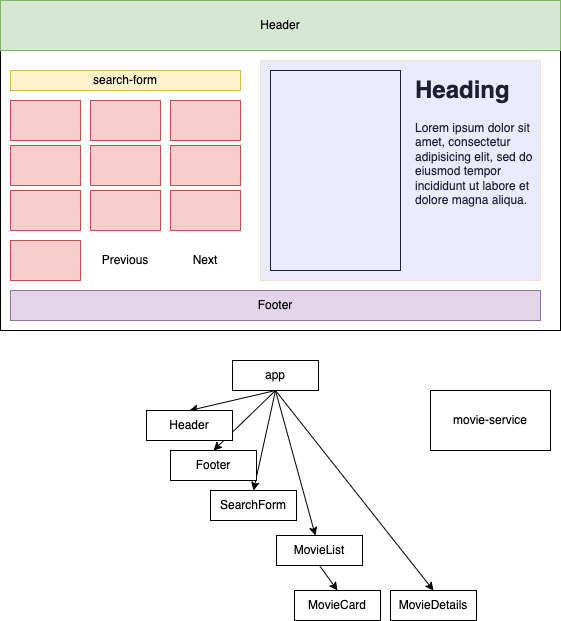 Header
search-form
Heading
Lorem ipsum dolor sit
amet, consectetur
adipisicing elit, sed do
eiusmod tempor
incididunt ut labore et
dolore magna aliqua.
Previous
Next
Footer
app
movie-service
Header
Footer
SearchForm
MovieList
MovieCard
MovieDetails